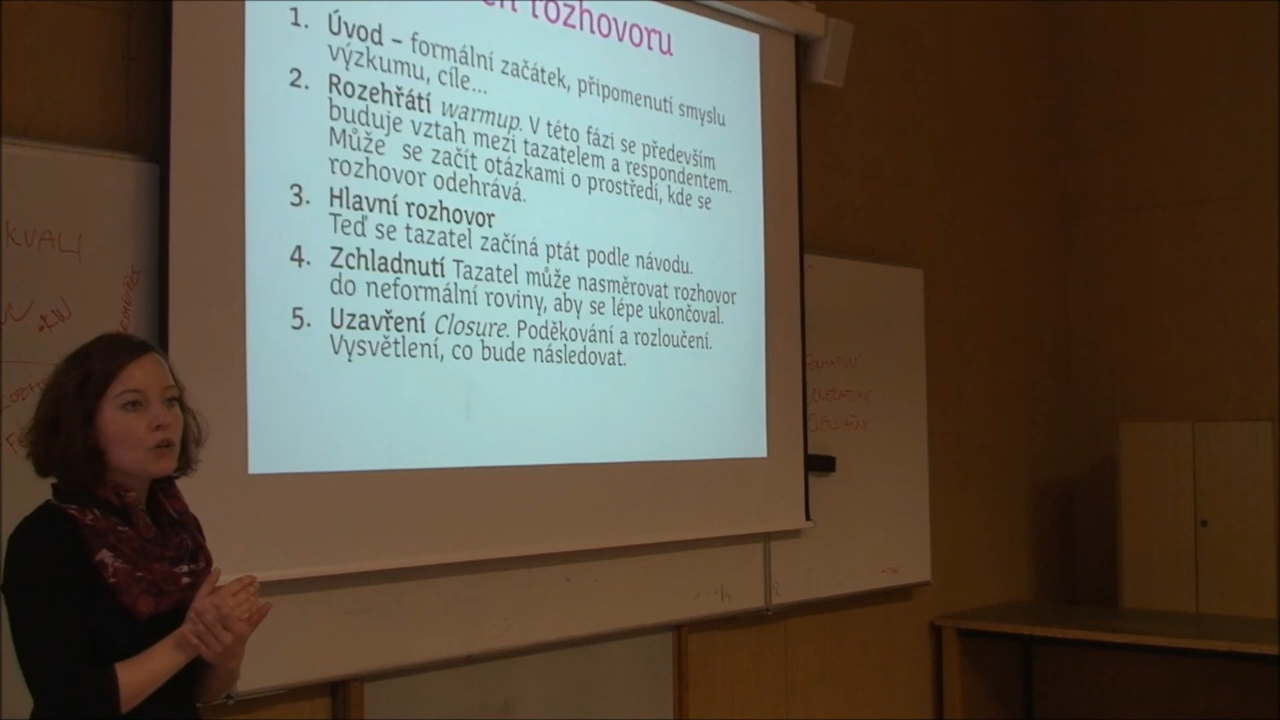 rozhovoru
1. Úvod – formální začátek, připomenutí smyslu
výzkumu, cíle...
2. Rozehřátí warmup. V této fázi se především
buduje vztah mezi tazatelem a respondentem.
Může se začít otázkami o prostředí, kde se
rozhovor odehrává.
3. Hlavní rozhovor
Teď se tazatel začíná ptát podle návodu.
4. Zchladnutí Tazatel může nasměrovat rozhovor
do neformální roviny, aby se lépe ukončoval.
5. Uzavření Closure. Poděkování a rozloučení.
Vysvětlení, co bude následovat.
KVALI